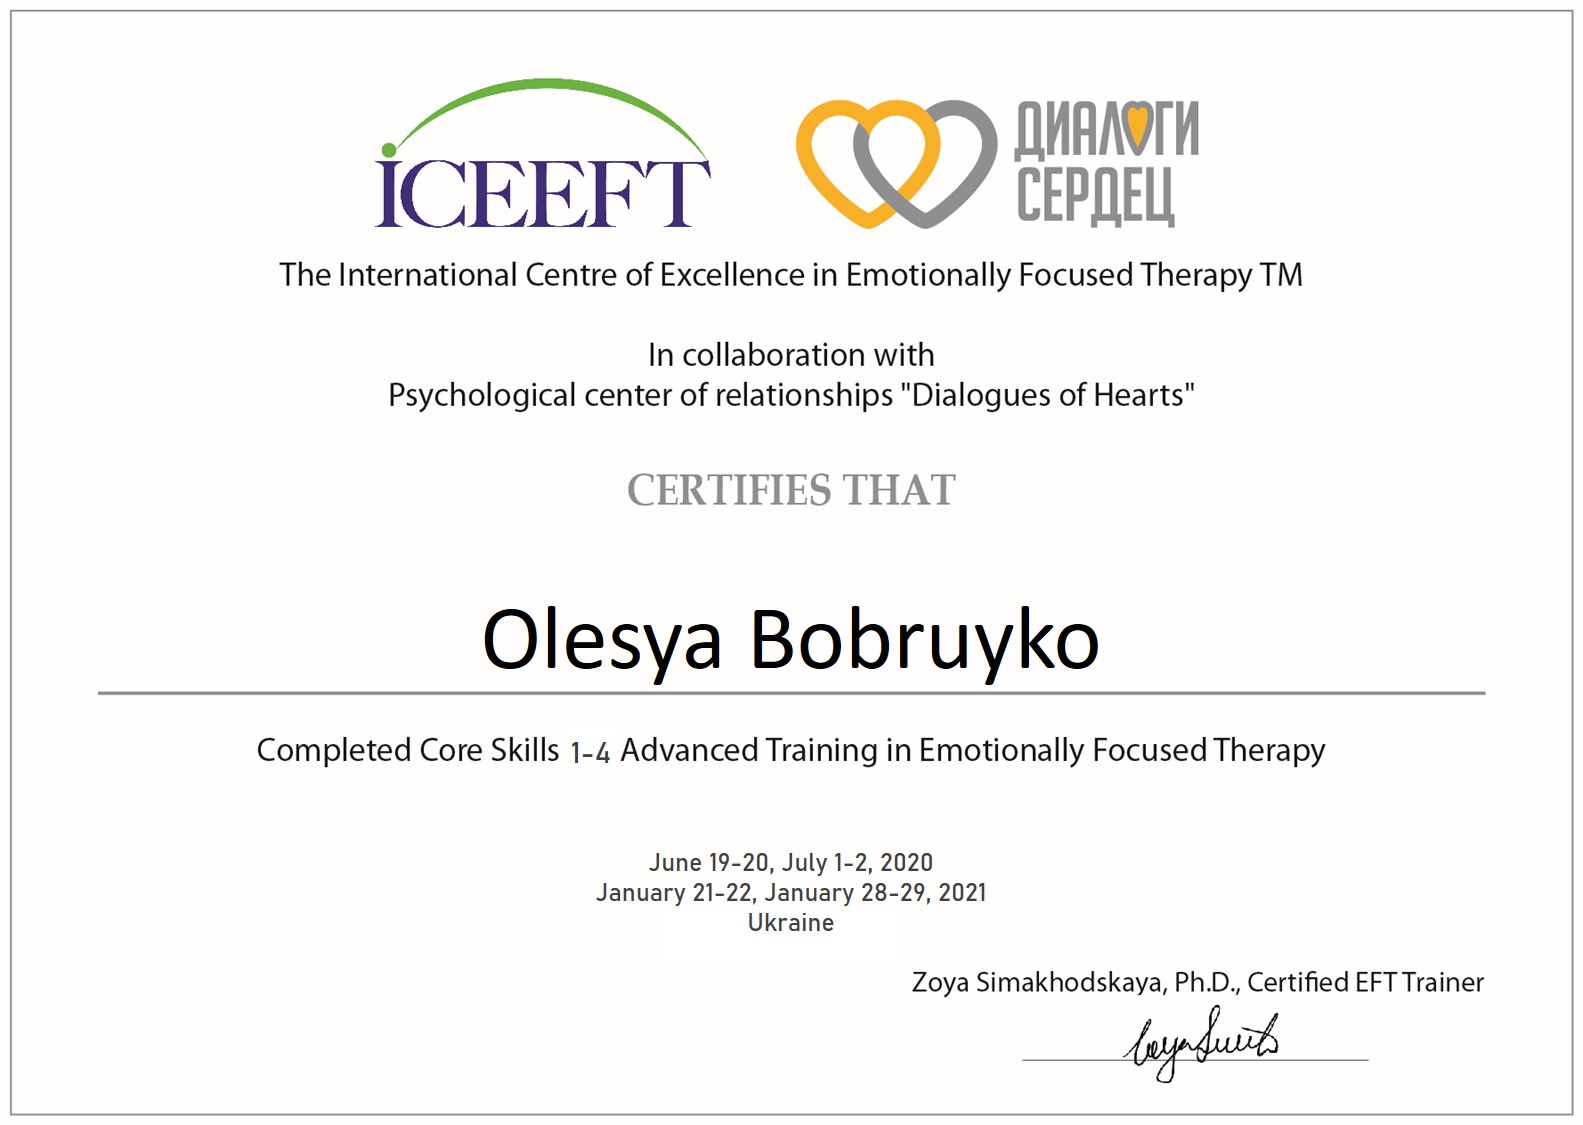 iCEEFT
ДИАЛОГИ
СЕРДЕЦ
The International Centre of Excellence in Emotionally Focused Therapy TM
In collaboration with
Psychological center of relationships "Dialogues of Hearts"
CERTIFIES THAT
Olesya Bobruyko
Completed Core Skills 1-4 Advanced Training in Emotionally Focused Therapy
June 19-20, July 1-2, 2020
January 21-22, January 28-29, 2021
Ukraine
Zoya Simakhodskaya, Ph.D., Certified EFT Trainer